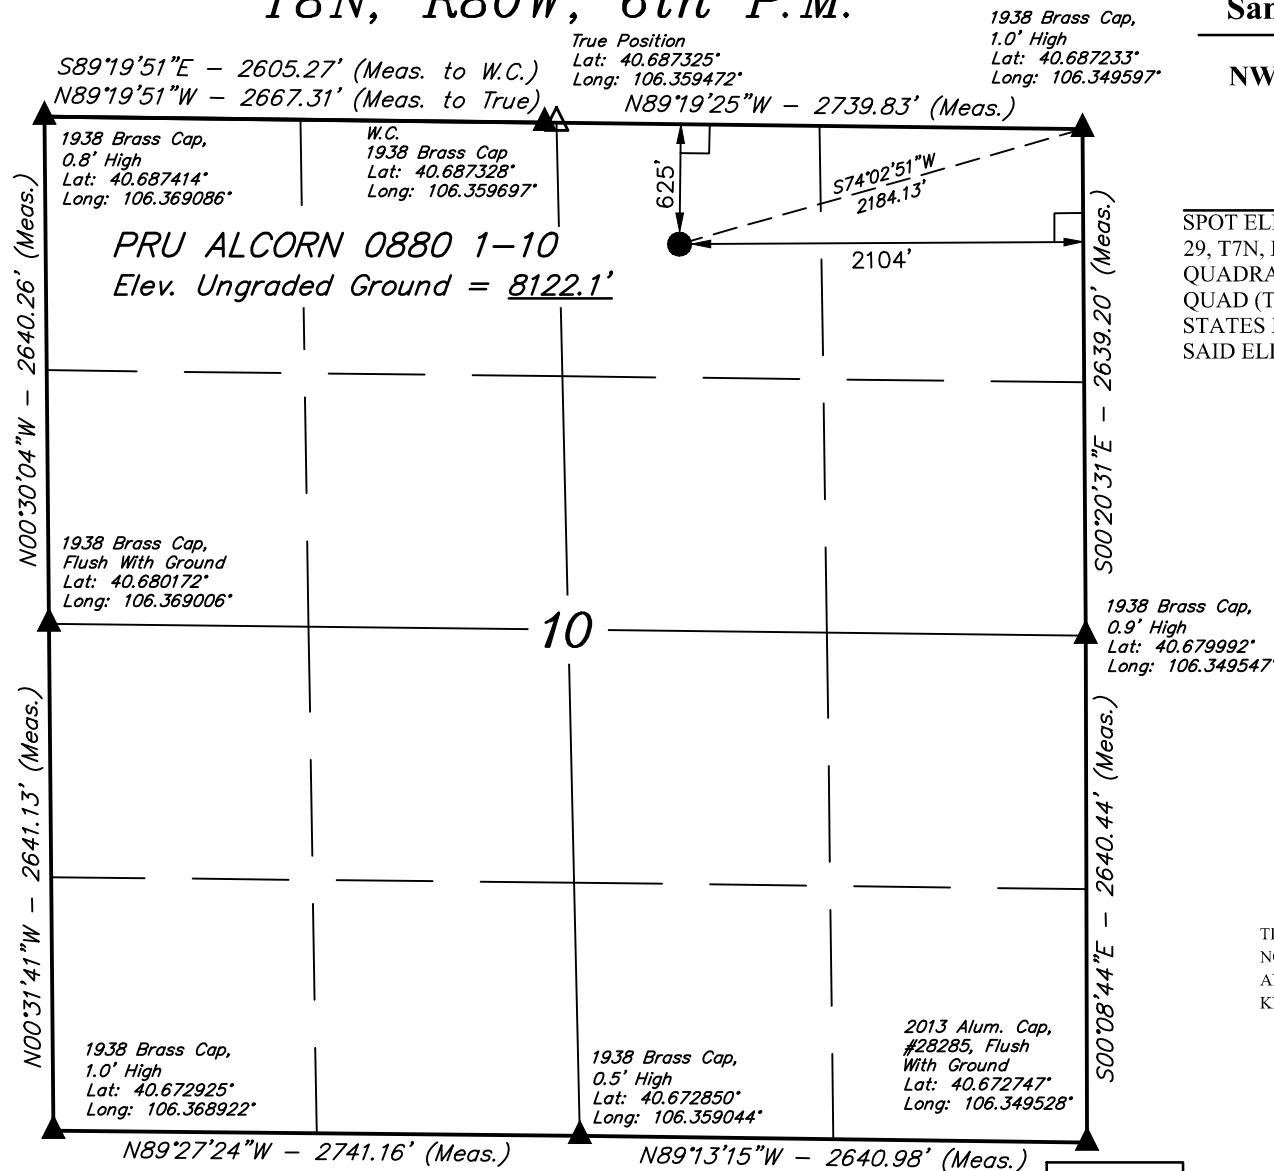 T8N, R80W, 6th P.M.
S89°19'51"E - 2605.27' (Meas. to W.C.)
N89°19'51"W - 2667.31' (Meas. to True)
True Position
Lat: 40.687325°
Long: 106.359472°
N89°19'25"W - 2739.83' (Meas.)
1938 Brass Cap,
1.0' High
Lat: 40.687233°
Long: 106.349597°
1938 Brass Cap,
0.8' High
Lat: 40.687414°
Long: 106.369086°
W.C.
1938 Brass Cap
Lat: 40.687328°
Long: 106.359697°
625'
S74°02'51"W
2184.13'
2104'
PRU ALCORN 0880 1-10
Elev. Ungraded Ground = 8122.1'
N00°30'04"W - 2640.26' (Meas.)
S00°20'31"E - 2639.20' (Meas.)
1938 Brass Cap,
Flush With Ground
Lat: 40.680172°
Long: 106.369006°
10
1938 Brass Cap,
0.9' High
Lat: 40.679992°
Long: 106.349547°
N00°31'41"W - 2641.13' (Meas.)
S00°08'44"E - 2640.44' (Meas.)
1938 Brass Cap,
1.0' High
Lat: 40.672925°
Long: 106.368922°
1938 Brass Cap,
0.5' High
Lat: 40.672850°
Long: 106.359044°
2013 Alum. Cap,
#28285, Flush
With Ground
Lat: 40.672747°
Long: 106.349528°
N89°27'24"W - 2741.16' (Meas.)
N89°13'15"W - 2640.98' (Meas.)
NW
SPOT
29, T7N,
QUAD
STATES
SAID